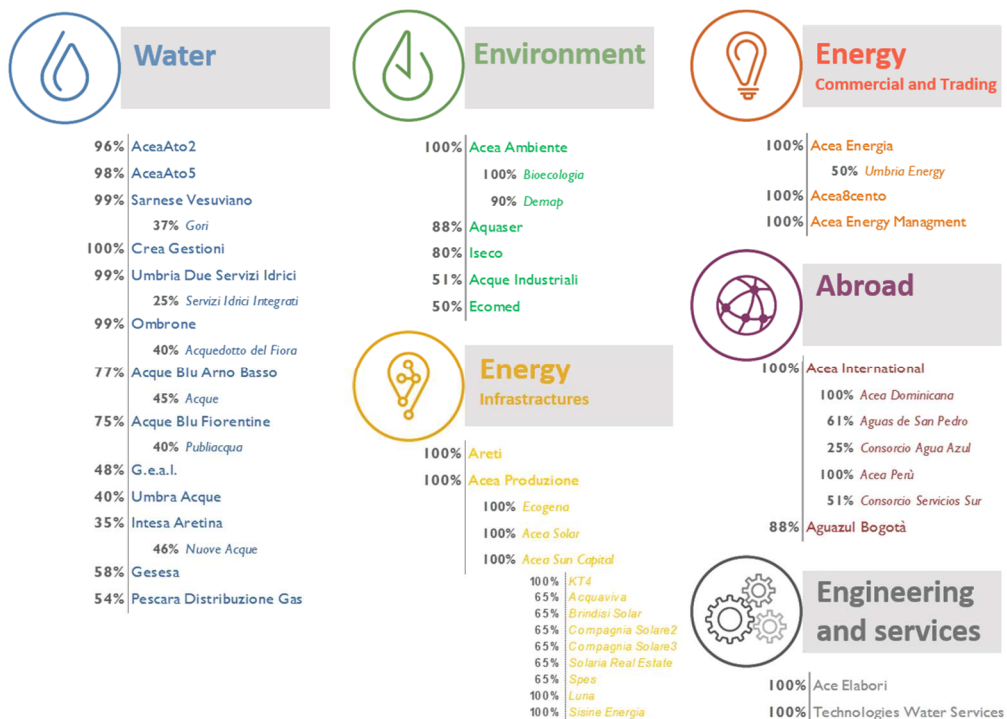 Water
96% AceaAto2
98% AceaAto5
99% Sarnese Vesuviano
37% Gori
100% Crea Gestioni
99% Umbria Due Servizi Idrici
25% Servizi Idrici Integrati
99% Ombrone
40% Acquedotto del Fiora
77% Acque Blu Arno Basso
45% Acque
75% Acque Blu Fiorentine
40% Publiacqua
48% G.e.a.l.
40% Umbra Acque
35% Intesa Aretina
46% Nuove Acque
58% Gesesa
54% Pescara Distribuzione Gas
Environment
100% Acea Ambiente
100% Bioecologia
90% Demap
88% Aquaser
80% Iseco
51% Acque Industriali
50% Ecomed
Energy
Infrastractures
100% Areti
100% Acea Produzione
100% Ecogena
100% Acea Solar
100% Acea Sun Capital
100% KT4
65% Acquaviva
65% Brindisi Solar
65% Compagnia Solare2
65% Compagnia Solare3
65% Solaria Real Estate
65% Spes
100% Luna
100% Sisine Energia
Energy
Commercial and Trading
100% Acea Energia
50% Umbria Energy
100% Acea8cento
100% Acea Energy Managment
Abroad
100% Acea International
100% Acea Dominicana
61% Aguas de San Pedro
25% Consorcio Agua Azul
100% Acea Perù
51% Consorcio Servicios Sur
88% Aguazul Bogotà
Engineering
and services
100% Ace Elabori
100% Technologies Water Services